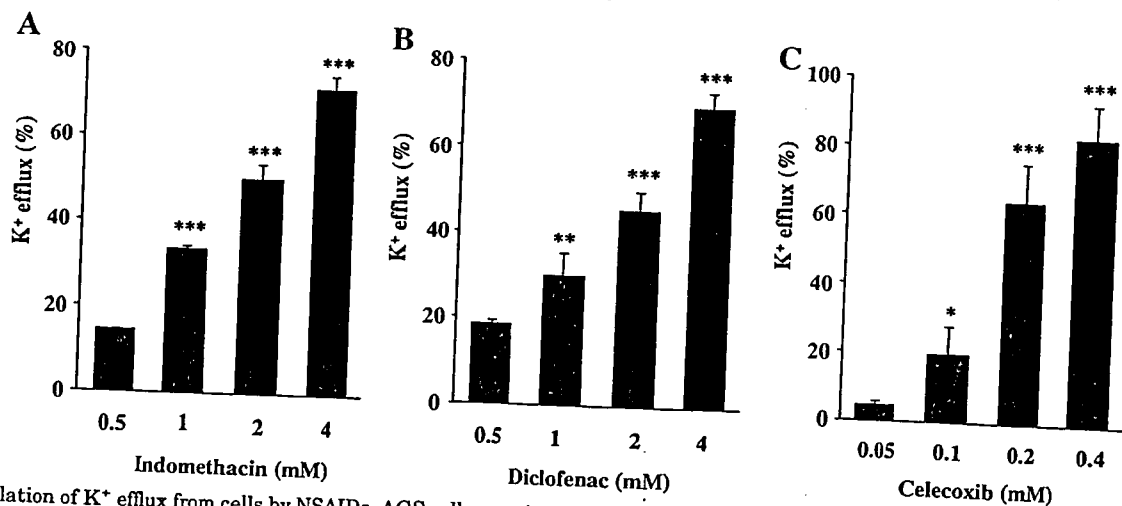 A
80
60
40
20
0
K⁺ efflux (%)
***
***
***
0.5 1 2 4
Indomethacin (mM)
B
80
60
40
20
0
K⁺ efflux (%)
**
***
***
0.5 1 2 4
Diclofenac (mM)
C
100
80
60
40
20
0
K⁺ efflux (%)
*
***
***
0.05 0.1 0.2 0.4
Celecoxib (mM)
lation of K⁺ efflux from cells by NSAIDs. AGS